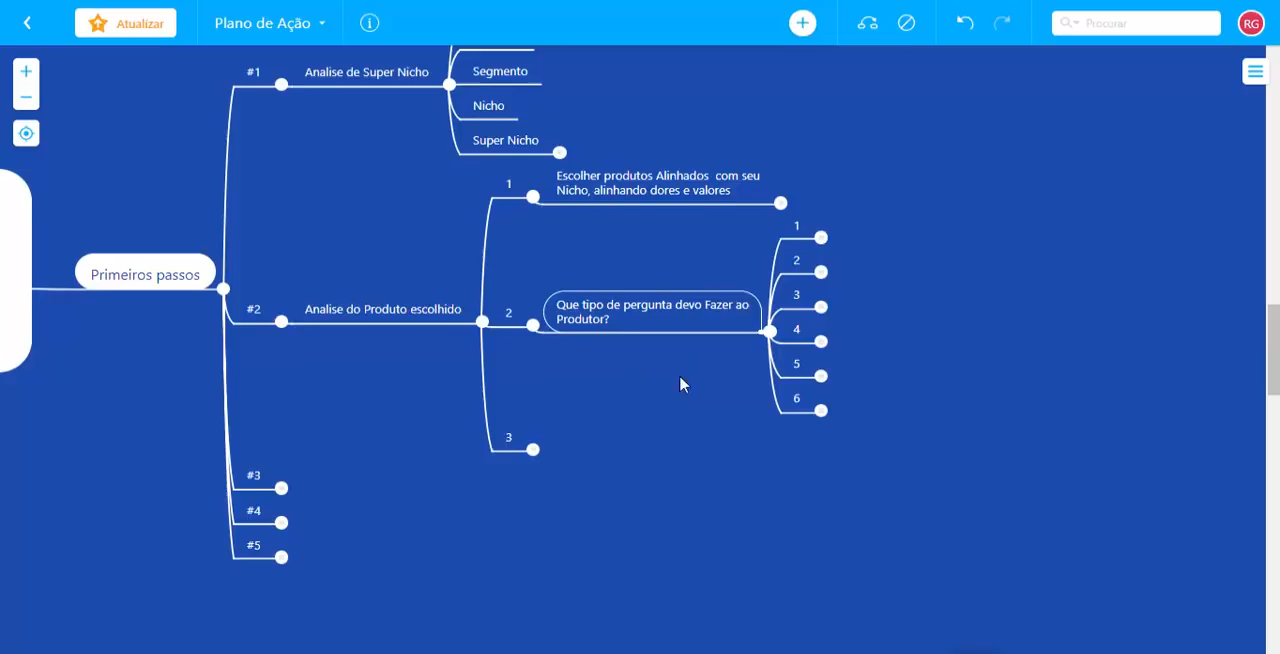 Atualizar
Plano de Ação
Procurar
RG
#1
Analise de Super Nicho
Segmento
Nicho
Super Nicho
1
Escolher produtos Alinhados  com seu
Nicho, alinhando dores e valores
Primeiros passos
#2
Analise do Produto escolhido
2
Que tipo de pergunta devo Fazer ao
Produtor?
1
2
3
4
5
6
3
#3
#4
#5